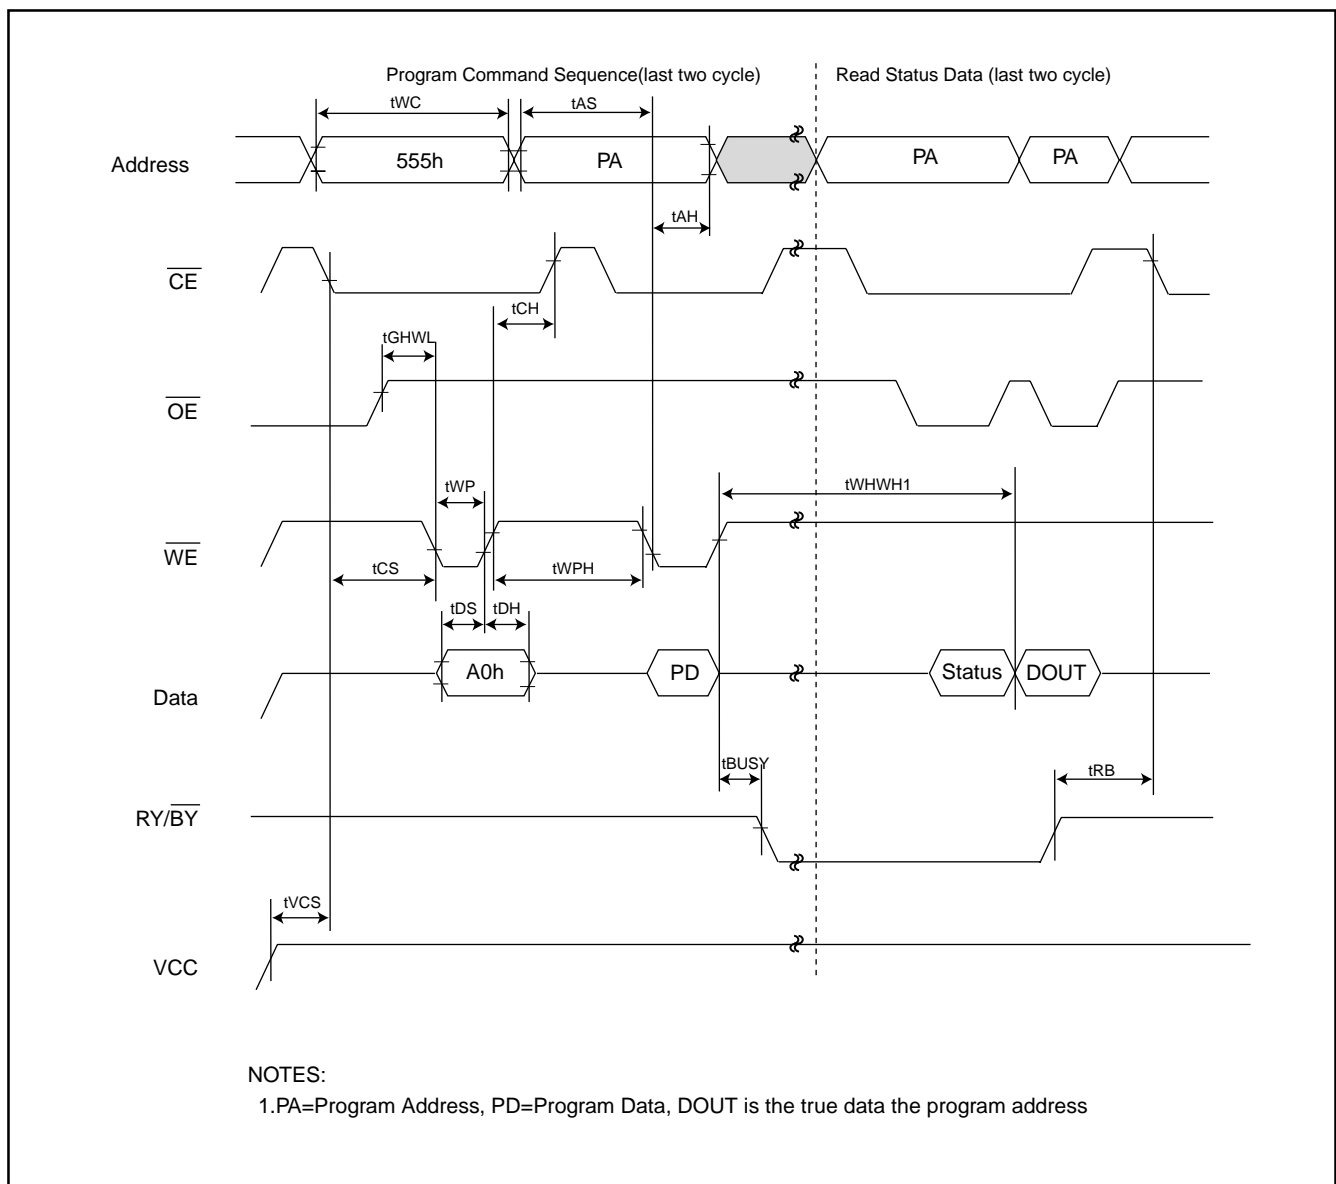 Program Command Sequence(last two cycle)
Read Status Data (last two cycle)
tWC
tAS
Address
555h
PA
PA
PA
tAH
CE
tCH
tGHWL
OE
tWP
tWHWH1
WE
tCS
tWPH
tDS
tDH
Data
A0h
PD
Status
DOUT
tBUSY
tRB
RY/BY
tVCS
VCC
NOTES:
1.PA=Program Address, PD=Program Data, DOUT is the true data the program address